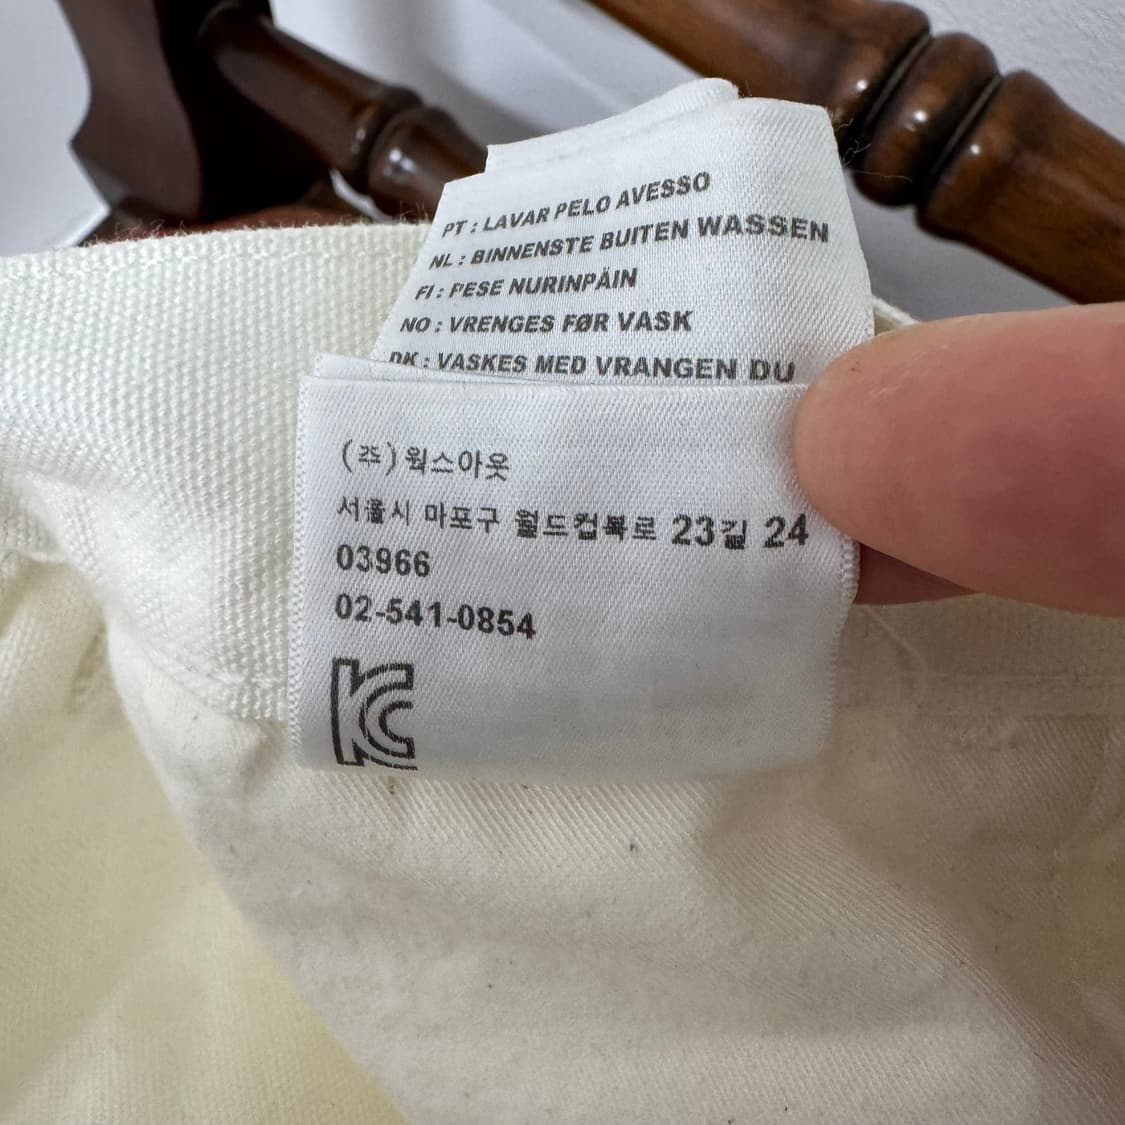 PT : LAVAR PELO AVESSO
NL : BINNENSTE BUITEN WASSEN
FI : PESE NURINPÄIN
NO : VRENGES FØR VASK
DK : VASKES MED VRANGEN DU
(주)웍스아웃
서울시 마포구 월드컵북로 23길 24
03966
02-541-0854
KC